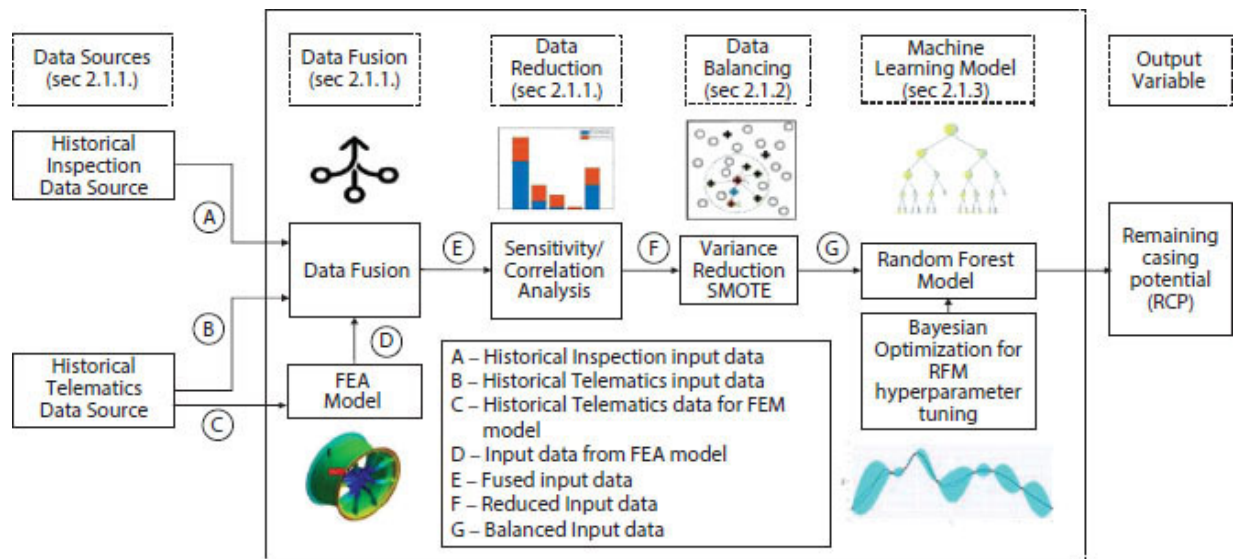 Data Sources
(sec 2.1.1.)
Data Fusion
(sec 2.1.1.)
Data
Reduction
(sec 2.1.1.)
Data
Balancing
(sec 2.1.2)
Machine
Learning Model
(sec 2.1.3)
Output
Variable
Historical
Inspection
Data Source
A
Data Fusion
E
Sensitivity/
Correlation
Analysis
F
Variance
Reduction
SMOTE
G
Random Forest
Model
Remaining
casing
potential
(RCP)
B
D
Historical
Telematics
Data Source
C
FEA
Model
A – Historical Inspection input data
B – Historical Telematics input data
C – Historical Telematics data for FEM
model
D – Input data from FEA model
E – Fused input data
F – Reduced Input data
G – Balanced Input data
Bayesian
Optimization for
RFM
hyperparameter
tuning